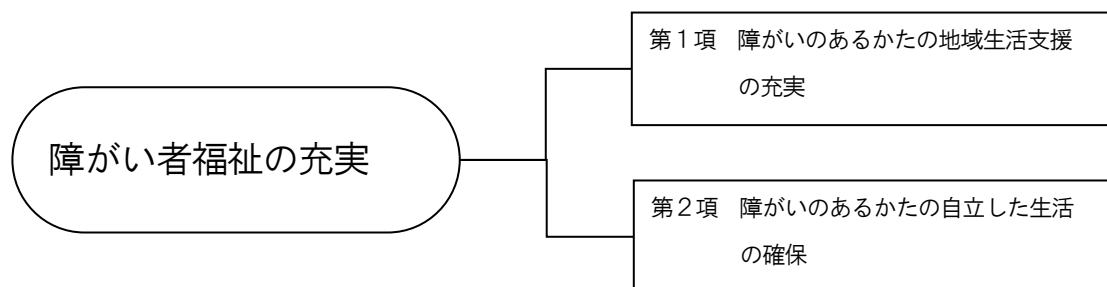 障がい者福祉の充実
第１項　障がいのあるかたの地域生活支援
の充実
第２項　障がいのあるかたの自立した生活
の確保